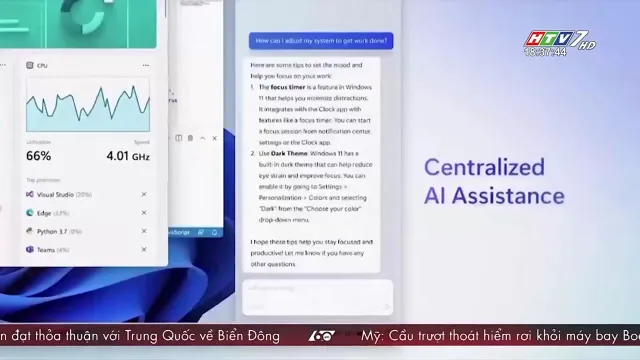 CPU
Utilization
Speed
66%
4.01 GHz
Visual Studio (20%)
Edge
Python 3.7 (0%)
Teams (4%)
How can I adjust my system to get work done?
Here are some tips to set the mood and
help you focus on your work:
1. The focus timer is a feature in Windows
11 that helps you minimize distractions.
It integrates with the Clock app with
features like a focus timer. You can start
a focus session from notification center,
settings or the Clock app.
2. Use Dark Theme: Windows 11 has a
built-in dark theme that can help reduce
eye strain and improve focus. You can
enable it by going to Settings >
Personalization > Colors and selecting
"Dark" from the "Choose your color"
drop-down menu.
I hope these tips help you stay focused and
productive! Let me know if you have any
other questions.
HTV7 HD
18:37:44
Centralized
AI Assistance
đạt thỏa thuận với Trung Quốc về Biển Đông
60
Mỹ: Cầu trượt thoát hiểm rơi khỏi máy bay